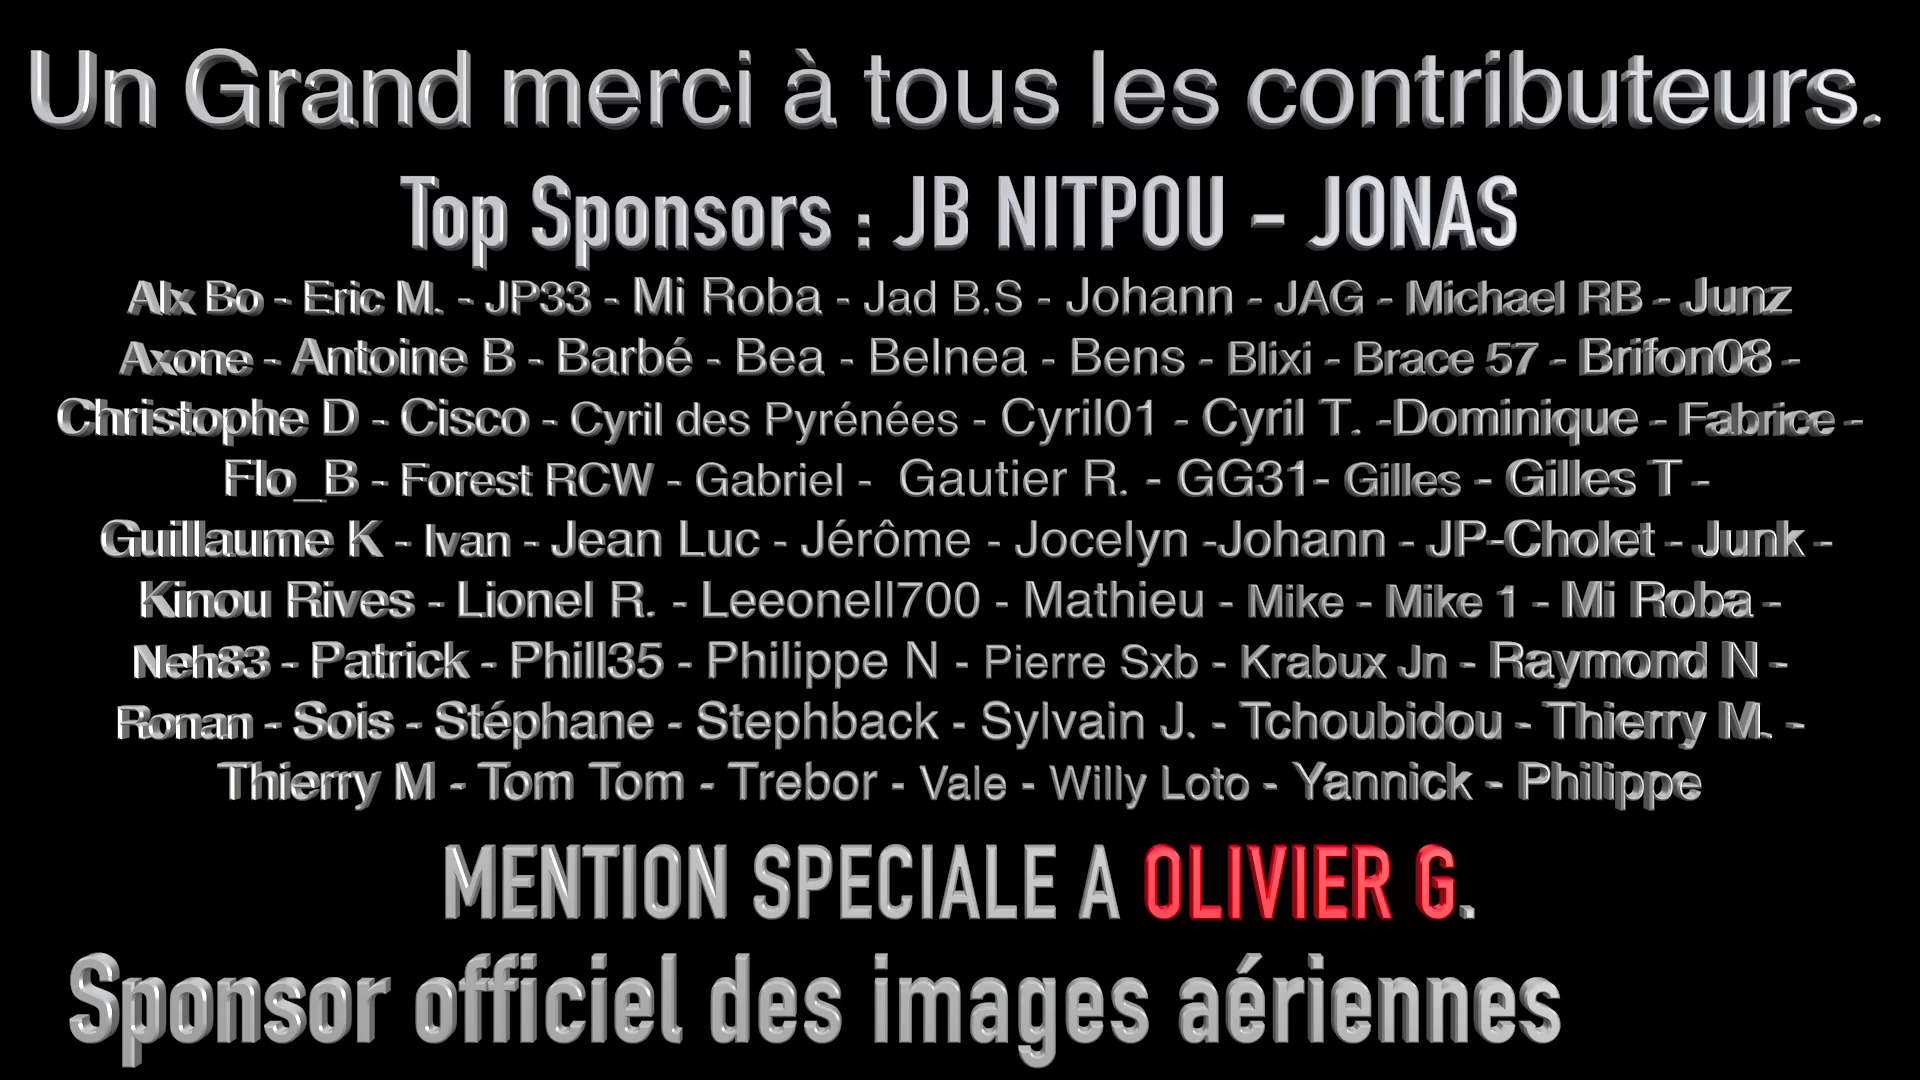 Un Grand merci à tous les contributeurs.
Top Sponsors : JB NITPOU - JONAS
Alx Bo - Eric M. - JP33 - Mi Roba - Jad B.S - Johann - JAG - Michael RB - Junz
Axone - Antoine B - Barbé - Bea - Belnea - Bens - Blixi - Brace 57 - Brifon08 -
Christophe D - Cisco - Cyril des Pyrénées - Cyril01 - Cyril T. -Dominique - Fabrice -
Flo_B - Forest RCW - Gabriel - Gautier R. - GG31- Gilles - Gilles T -
Guillaume K - Ivan - Jean Luc - Jérôme - Jocelyn -Johann - JP-Cholet - Junk -
Kinou Rives - Lionel R. - Leeonell700 - Mathieu - Mike - Mike 1 - Mi Roba -
Neh83 - Patrick - Phill35 - Philippe N - Pierre Sxb - Krabux Jn - Raymond N -
Ronan - Sois - Stéphane - Stephback - Sylvain J. - Tchoubidou - Thierry M. -
Thierry M - Tom Tom - Trebor - Vale - Willy Loto - Yannick - Philippe
MENTION SPECIALE A OLIVIER G.
Sponsor officiel des images aériennes